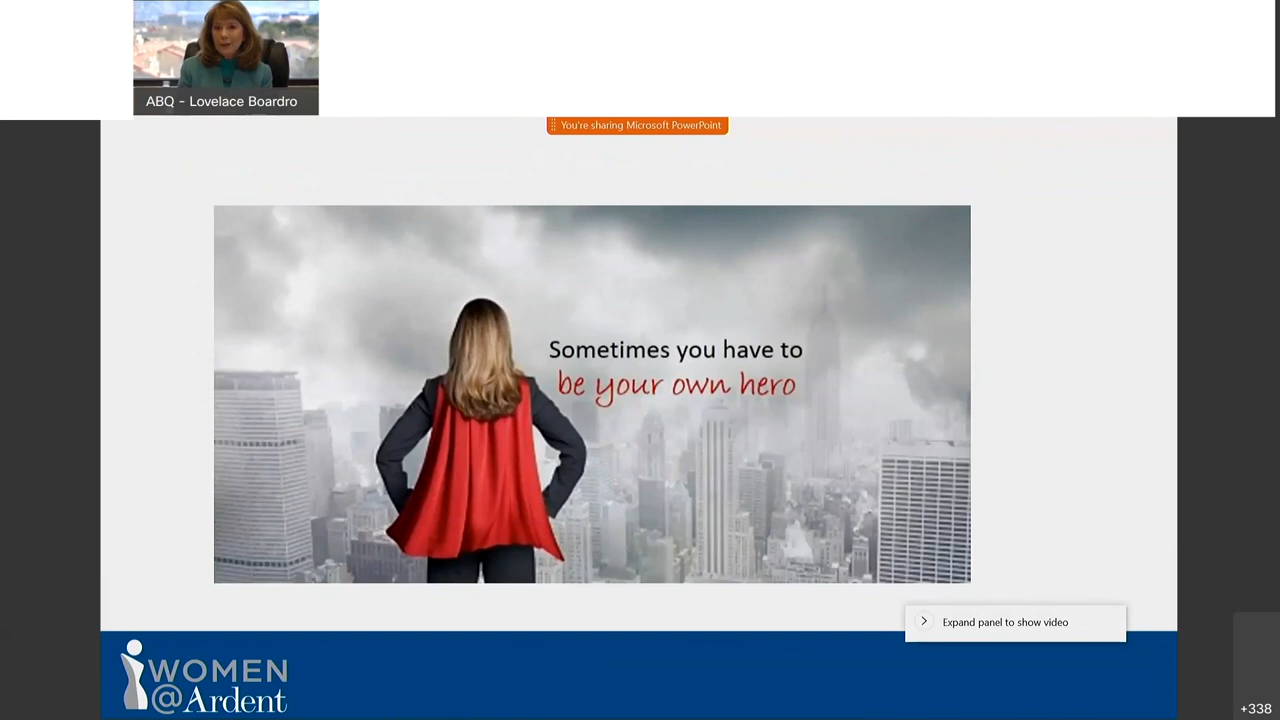 ABQ - Lovelace Boardro
You're sharing Microsoft PowerPoint
Sometimes you have to
be your own hero
Expand panel to show video
WOMEN
@Ardent
+338